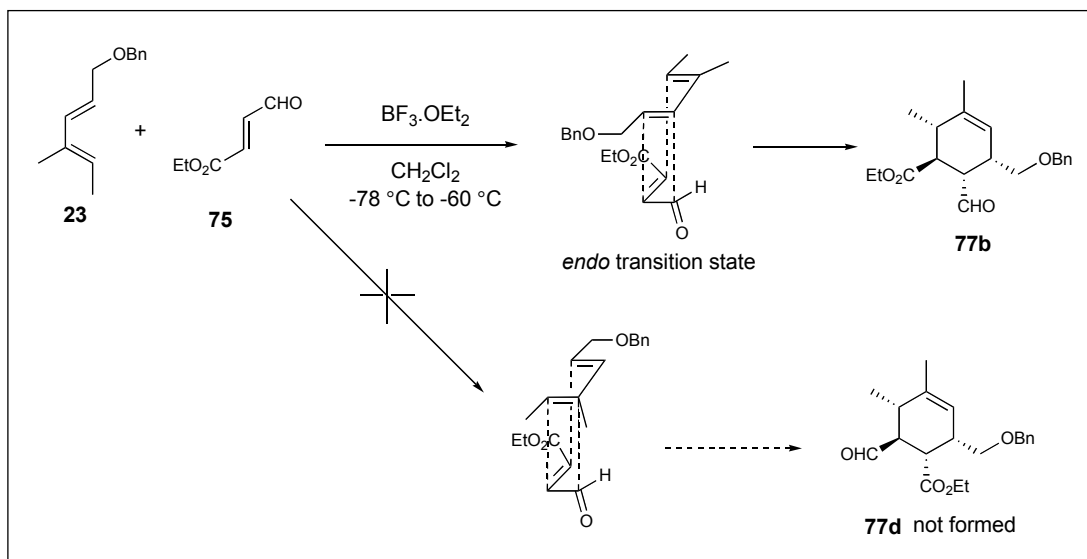 OBn
23
+
CHO
EtO2C
75
BF3.OEt2
CH2Cl2
-78 °C to -60 °C
BnO
EtO2C
H
O
endo transition state
EtO2C
CHO
OBn
77b
OBn
EtO2C
H
O
OHC
OBn
CO2Et
77d not formed